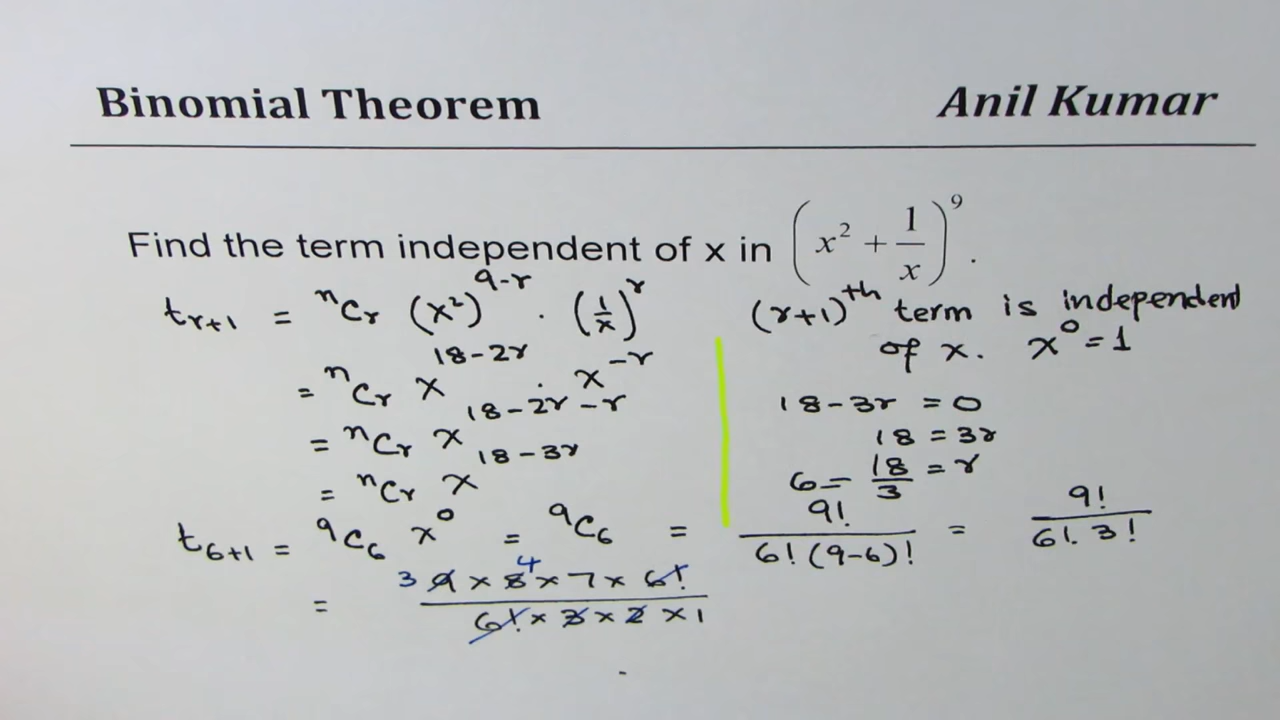 Binomial Theorem Anil Kumar
Find the term independent of x in (x² + 1/x)⁹.
t_{r+1} = ⁿC_r (x²)^{9-r} · (1/x)^r
(r+1)^{th} term is independent
of x. x⁰ = 1
= ⁿC_r x^{18-2r} · x^{-r}
= ⁿC_r x^{18-2r-r}
= ⁿC_r x^{18-3r}
18-3r = 0
18 = 3r
6 = 18/3 = r
t_{6+1} = ⁹C₆ x⁰ = ⁹C₆ = 9!/(6!(9-6)!) = 9!/(6!.3!)
= 3 9 × 8 4 × 7 × 6! / 6! × 3 × 2 × 1